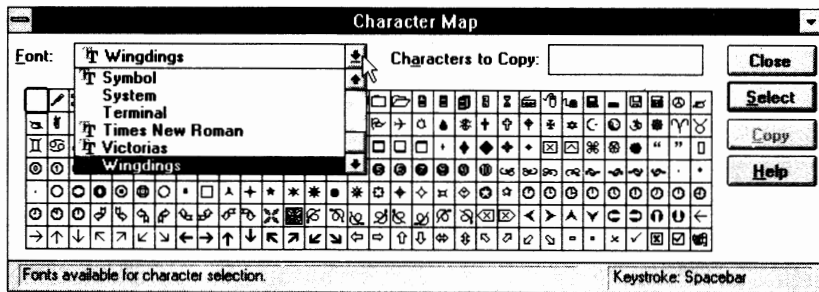 Character Map
Font:
Wingdings
Characters to Copy:
Close
Symbol
System
Terminal
Times New Roman
Victorias
Wingdings
Select
Copy
Help
Fonts available for character selection.
Keystroke: Spacebar